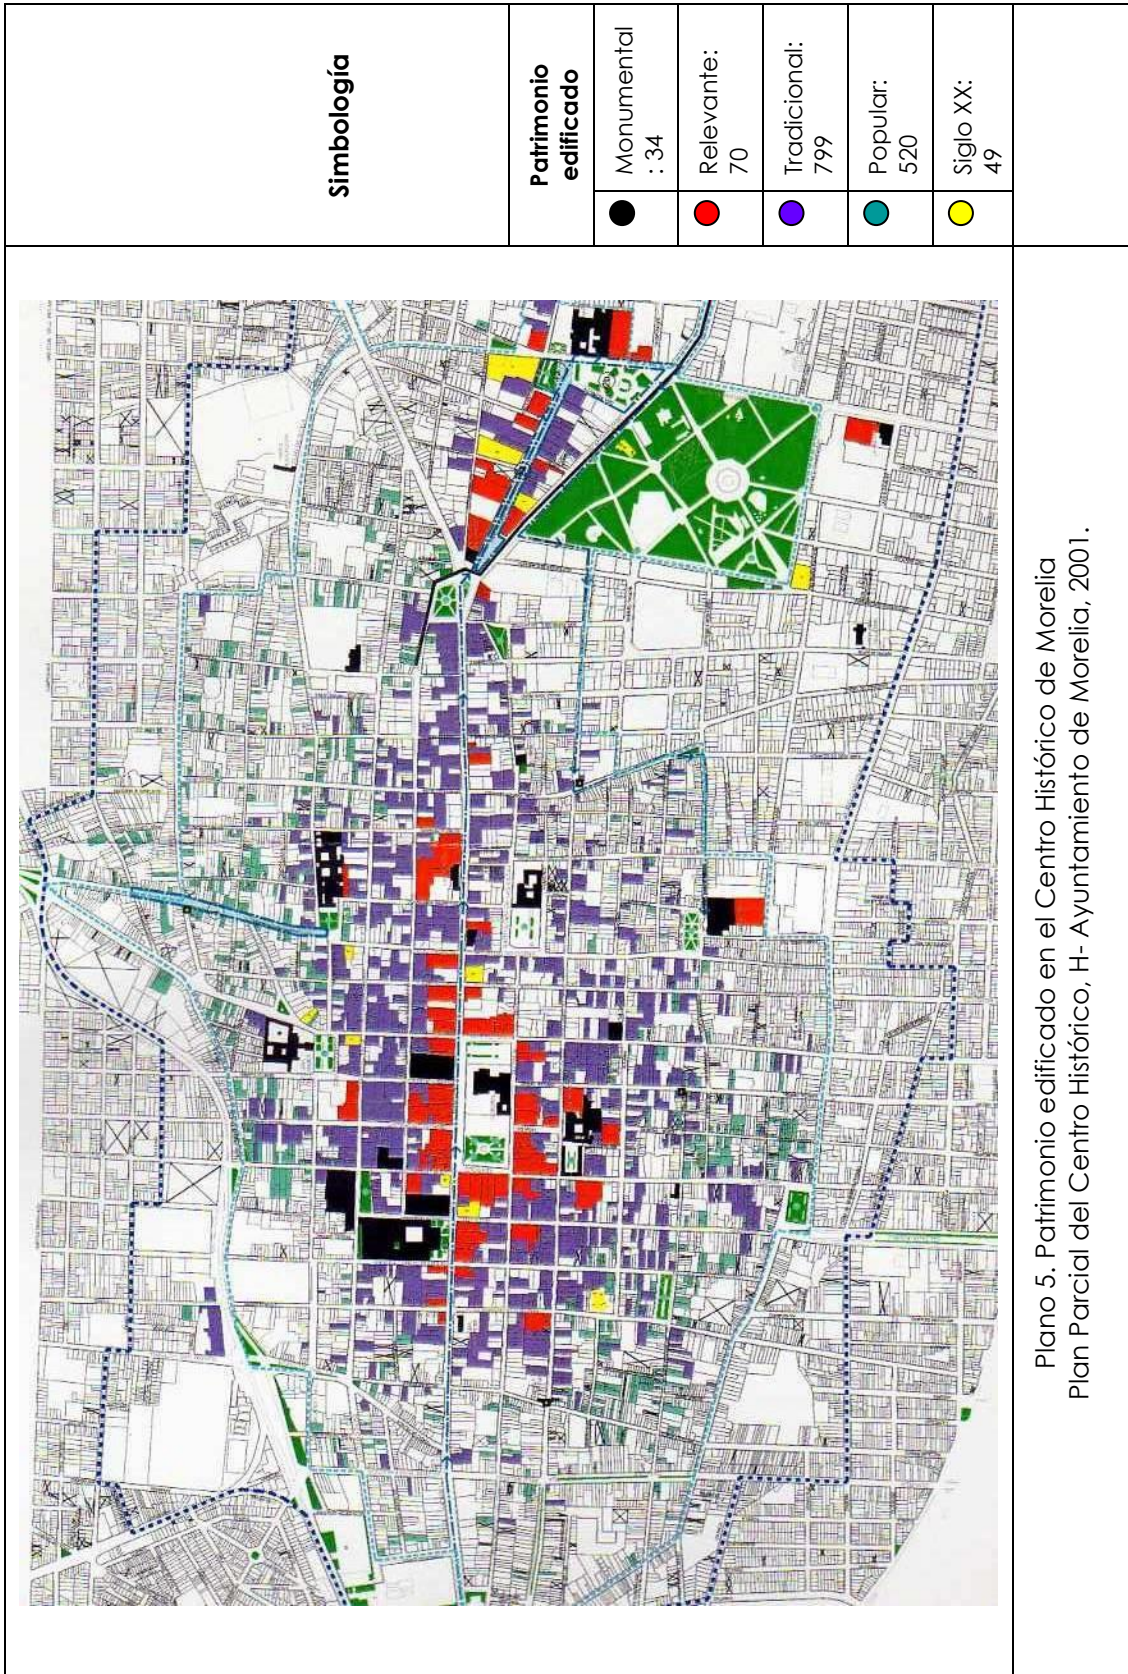 Simbología
Patrimonio
edificado
Monumental
: 34
Relevante:
70
Tradicional:
799
Popular:
520
Siglo XX:
49
Plano 5. Patrimonio edificado en el Centro Histórico de Morelia
Plan Parcial del Centro Histórico, H- Ayuntamiento de Morelia, 2001.